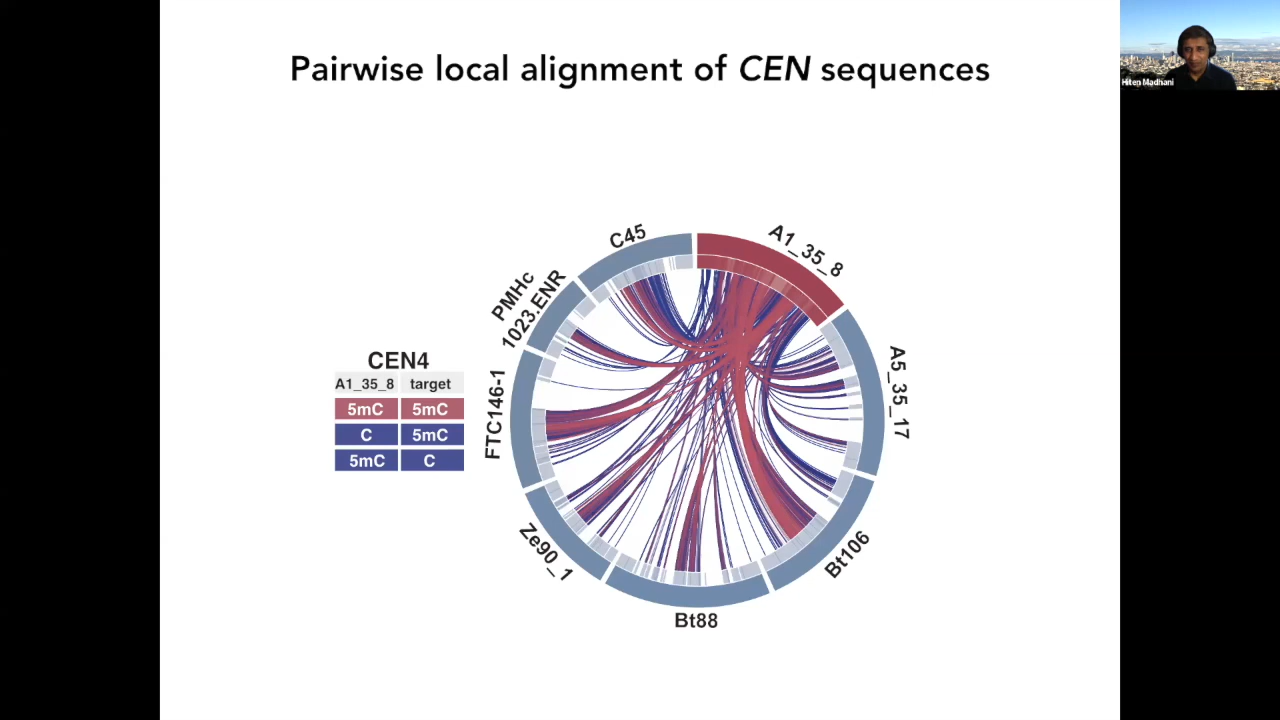 Pairwise local alignment of CEN sequences
Hiten Madhani
C45
A1_35_8
PMHc
1023.ENR
CEN4
A1_35_8 target
5mC 5mC
C 5mC
5mC C
FTC146-1
A5_35_17
Ze90_1
Bt106
Bt88